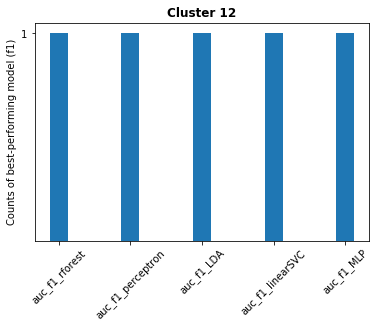 Cluster 12
Counts of best-performing model (f1)
1
auc_f1_rforest
auc_f1_perceptron
auc_f1_LDA
auc_f1_linearSVC
auc_f1_MLP